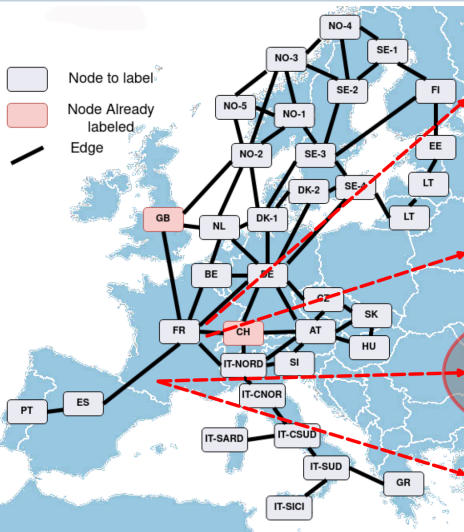 NO-4
SE-1
NO-3
Node to label
SE-2
FI
NO-5
NO-1
Node Already
labeled
Edge
EE
NO-2
SE-3
LT
DK-2
SE-4
LT
GB
NL
DK-1
BE
DE
CZ
SK
FR
CH
AT
HU
IT-NORD
SI
IT-CNOR
ES
PT
IT-SARD
IT-CSUD
IT-SUD
GR
IT-SICI